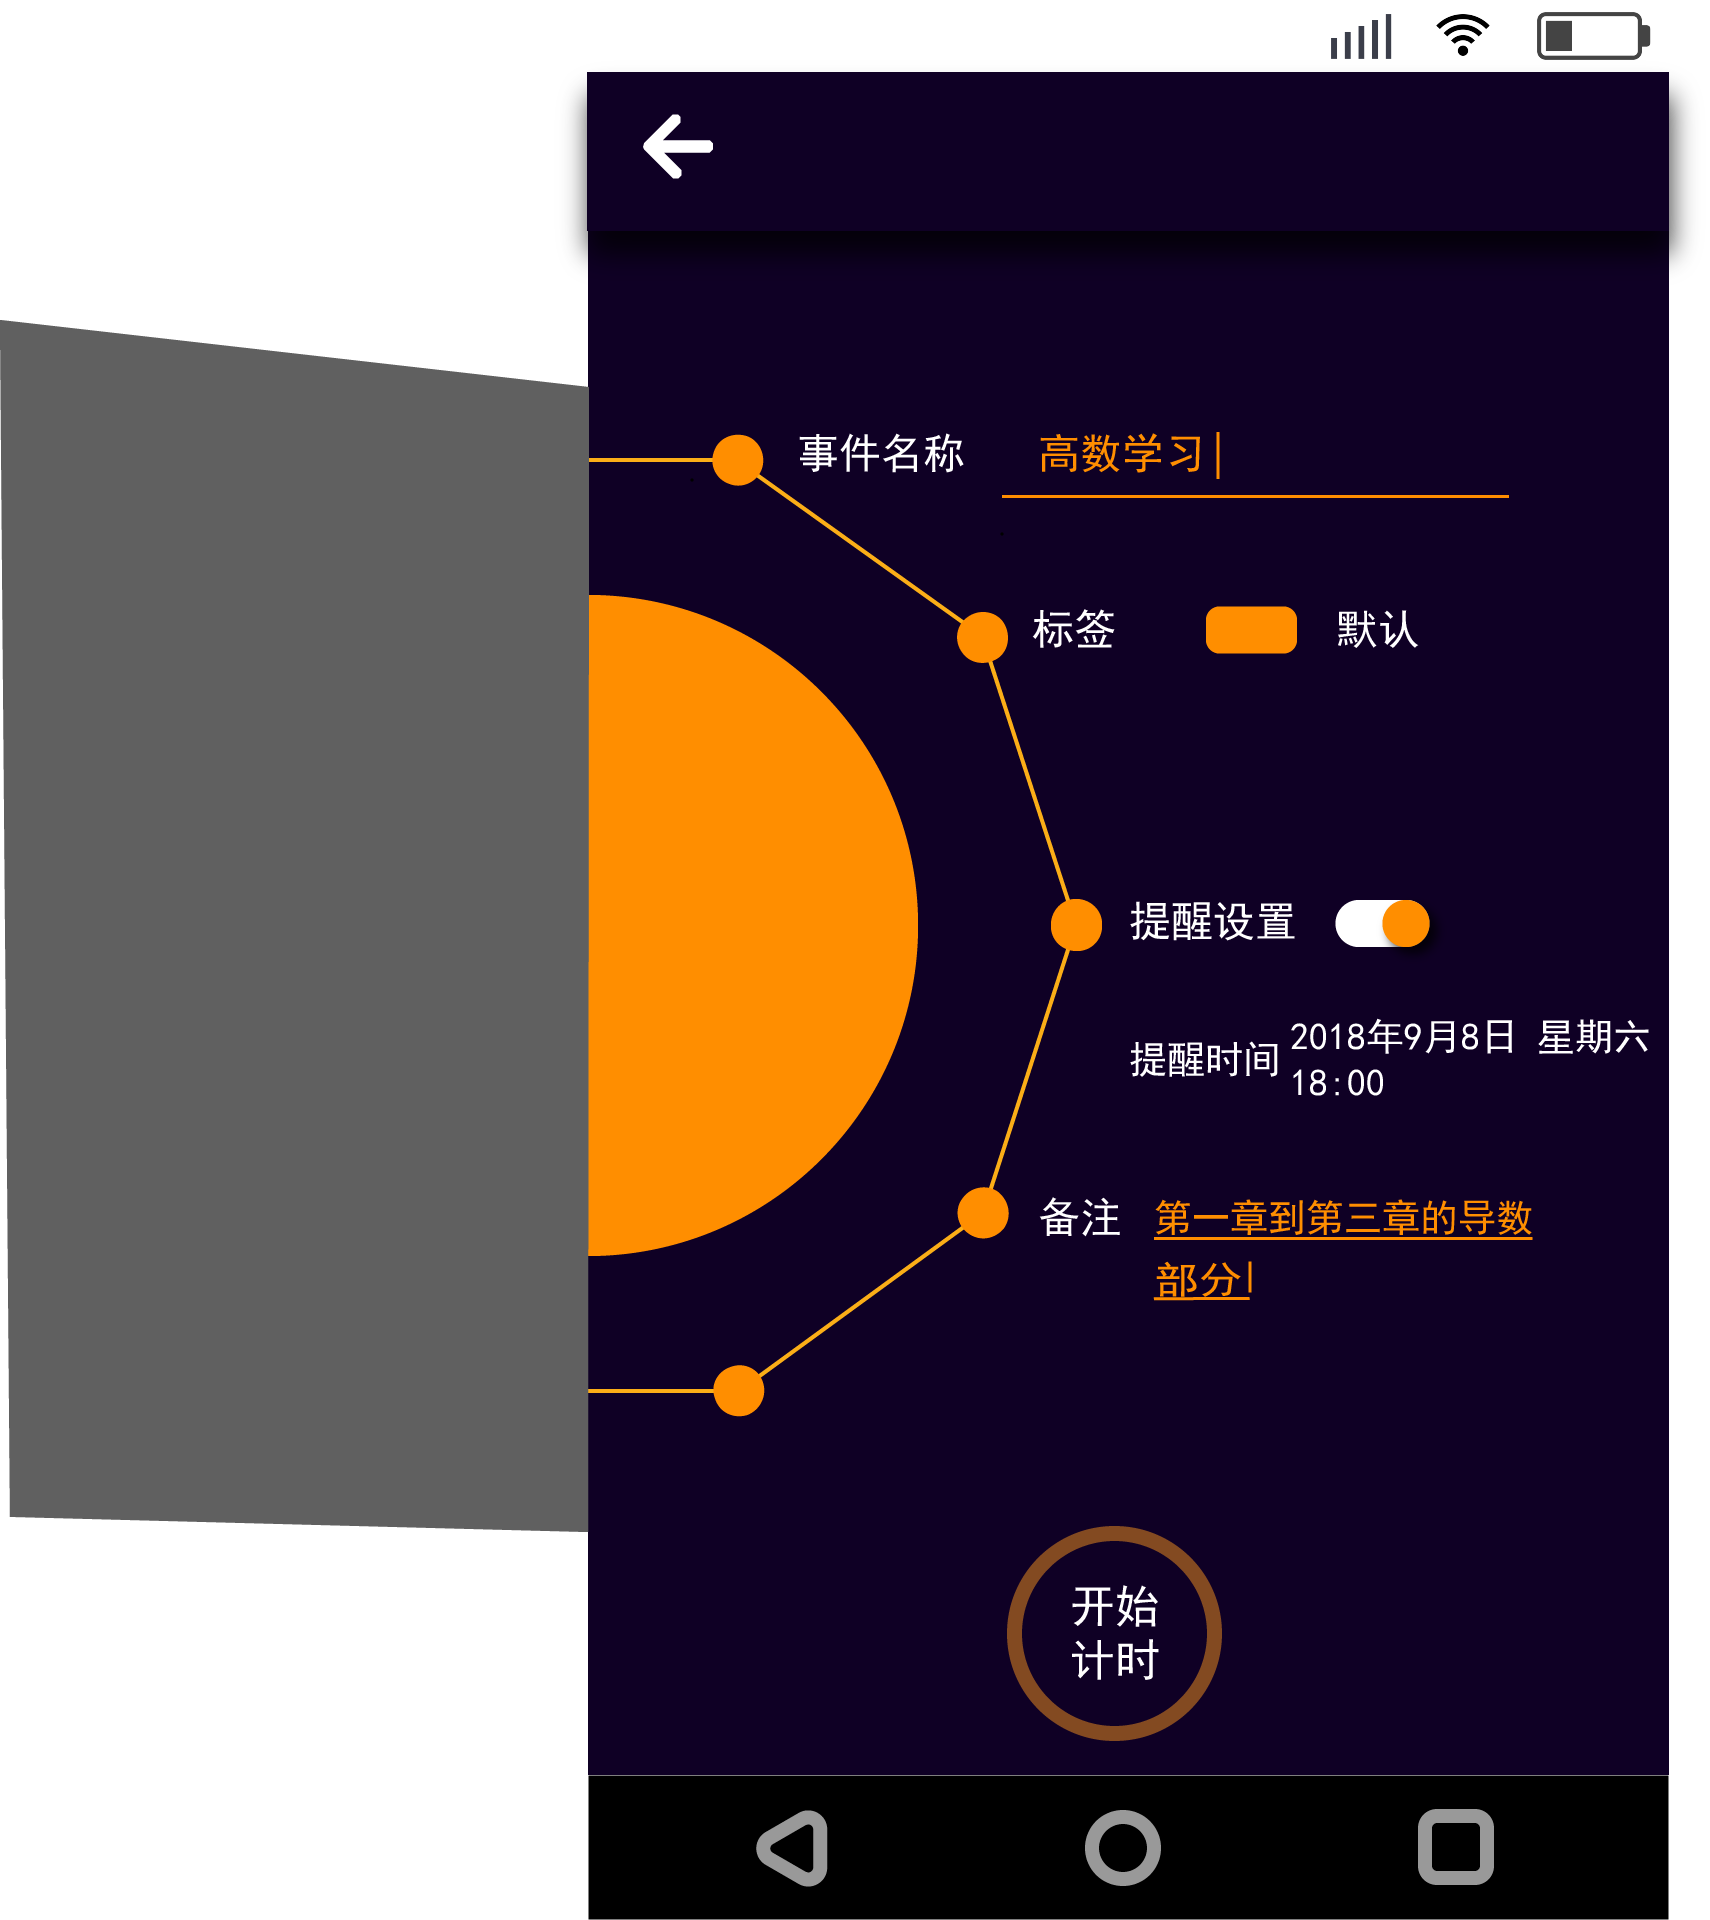 事件名称 高数学习
标签 默认
提醒设置
提醒时间 2018年9月8日 星期六
18:00
备注 第一章到第三章的导数
部分
开始
计时